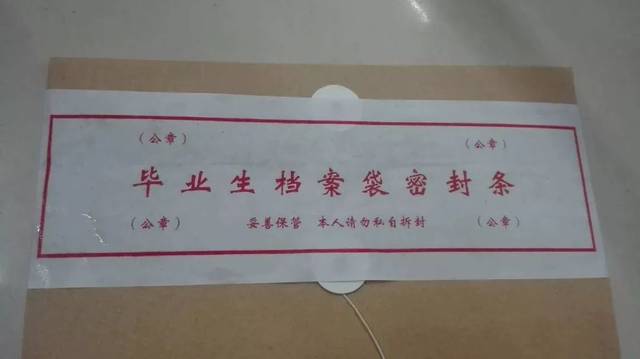 （公章） （公章）
毕业生档案袋密封条
（公章） 妥善保管 本人请勿私自拆封 （公章）